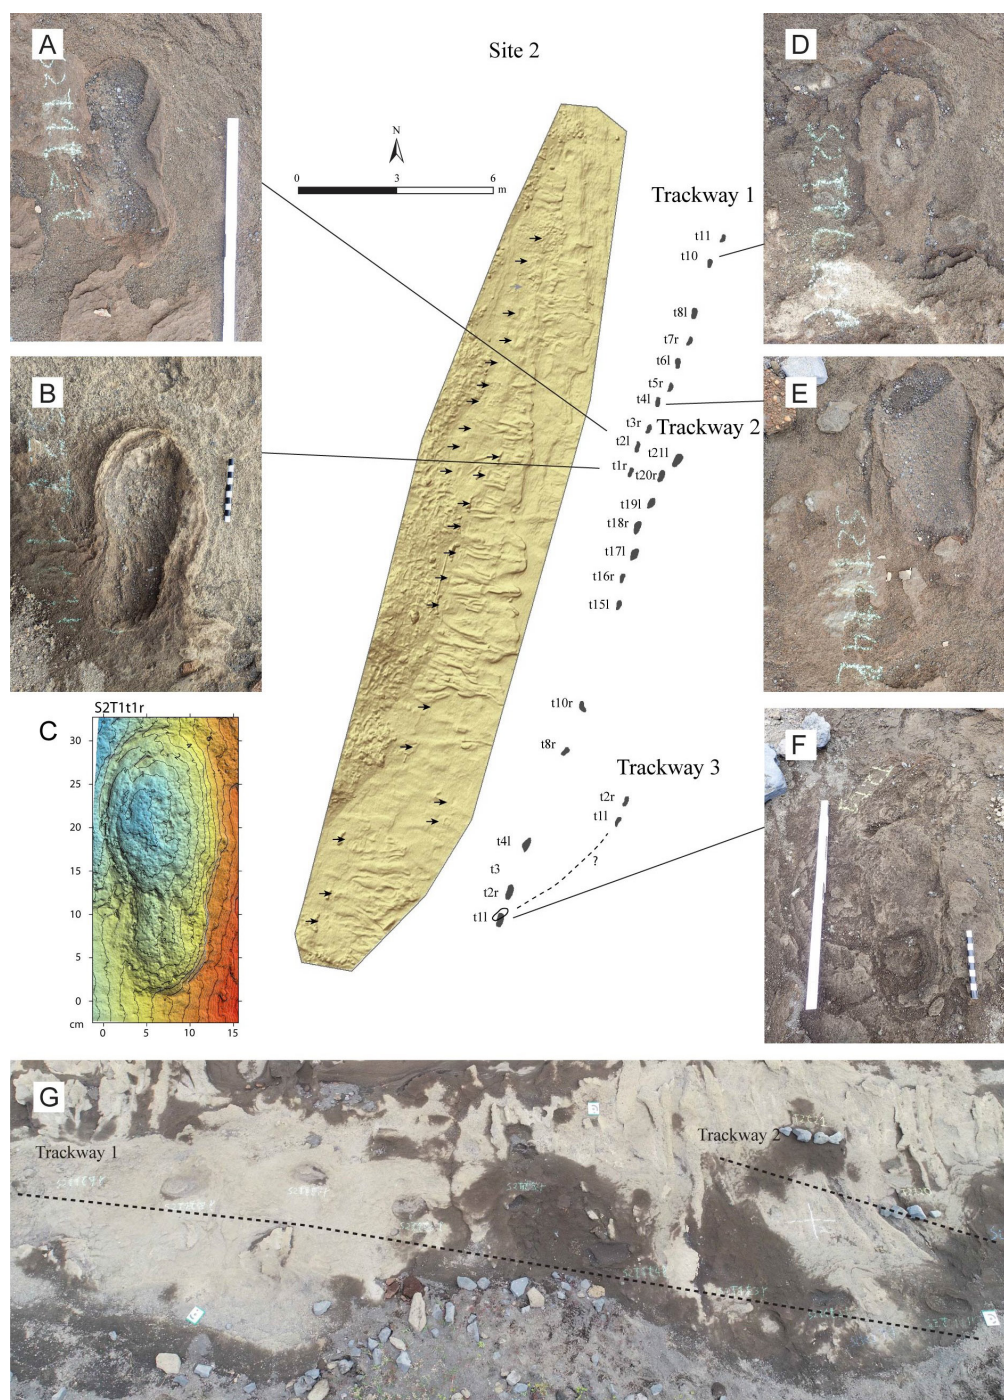 A
D
Site 2
N
0
3
6
m
Trackway 1
t11
t10
t8l
t7r
t6l
t5r
t4l
B
E
t3r
Trackway 2
t2l
t21l
t1r
t20r
t19l
t18r
t17l
t16r
t15l
C
S2T1t1r
30
25
20
15
10
5
0
cm
0
5
10
15
t10r
F
t8r
Trackway 3
t2r
t1l
t4l
?
t3
t2r
t1l
G
Trackway 1
Trackway 2